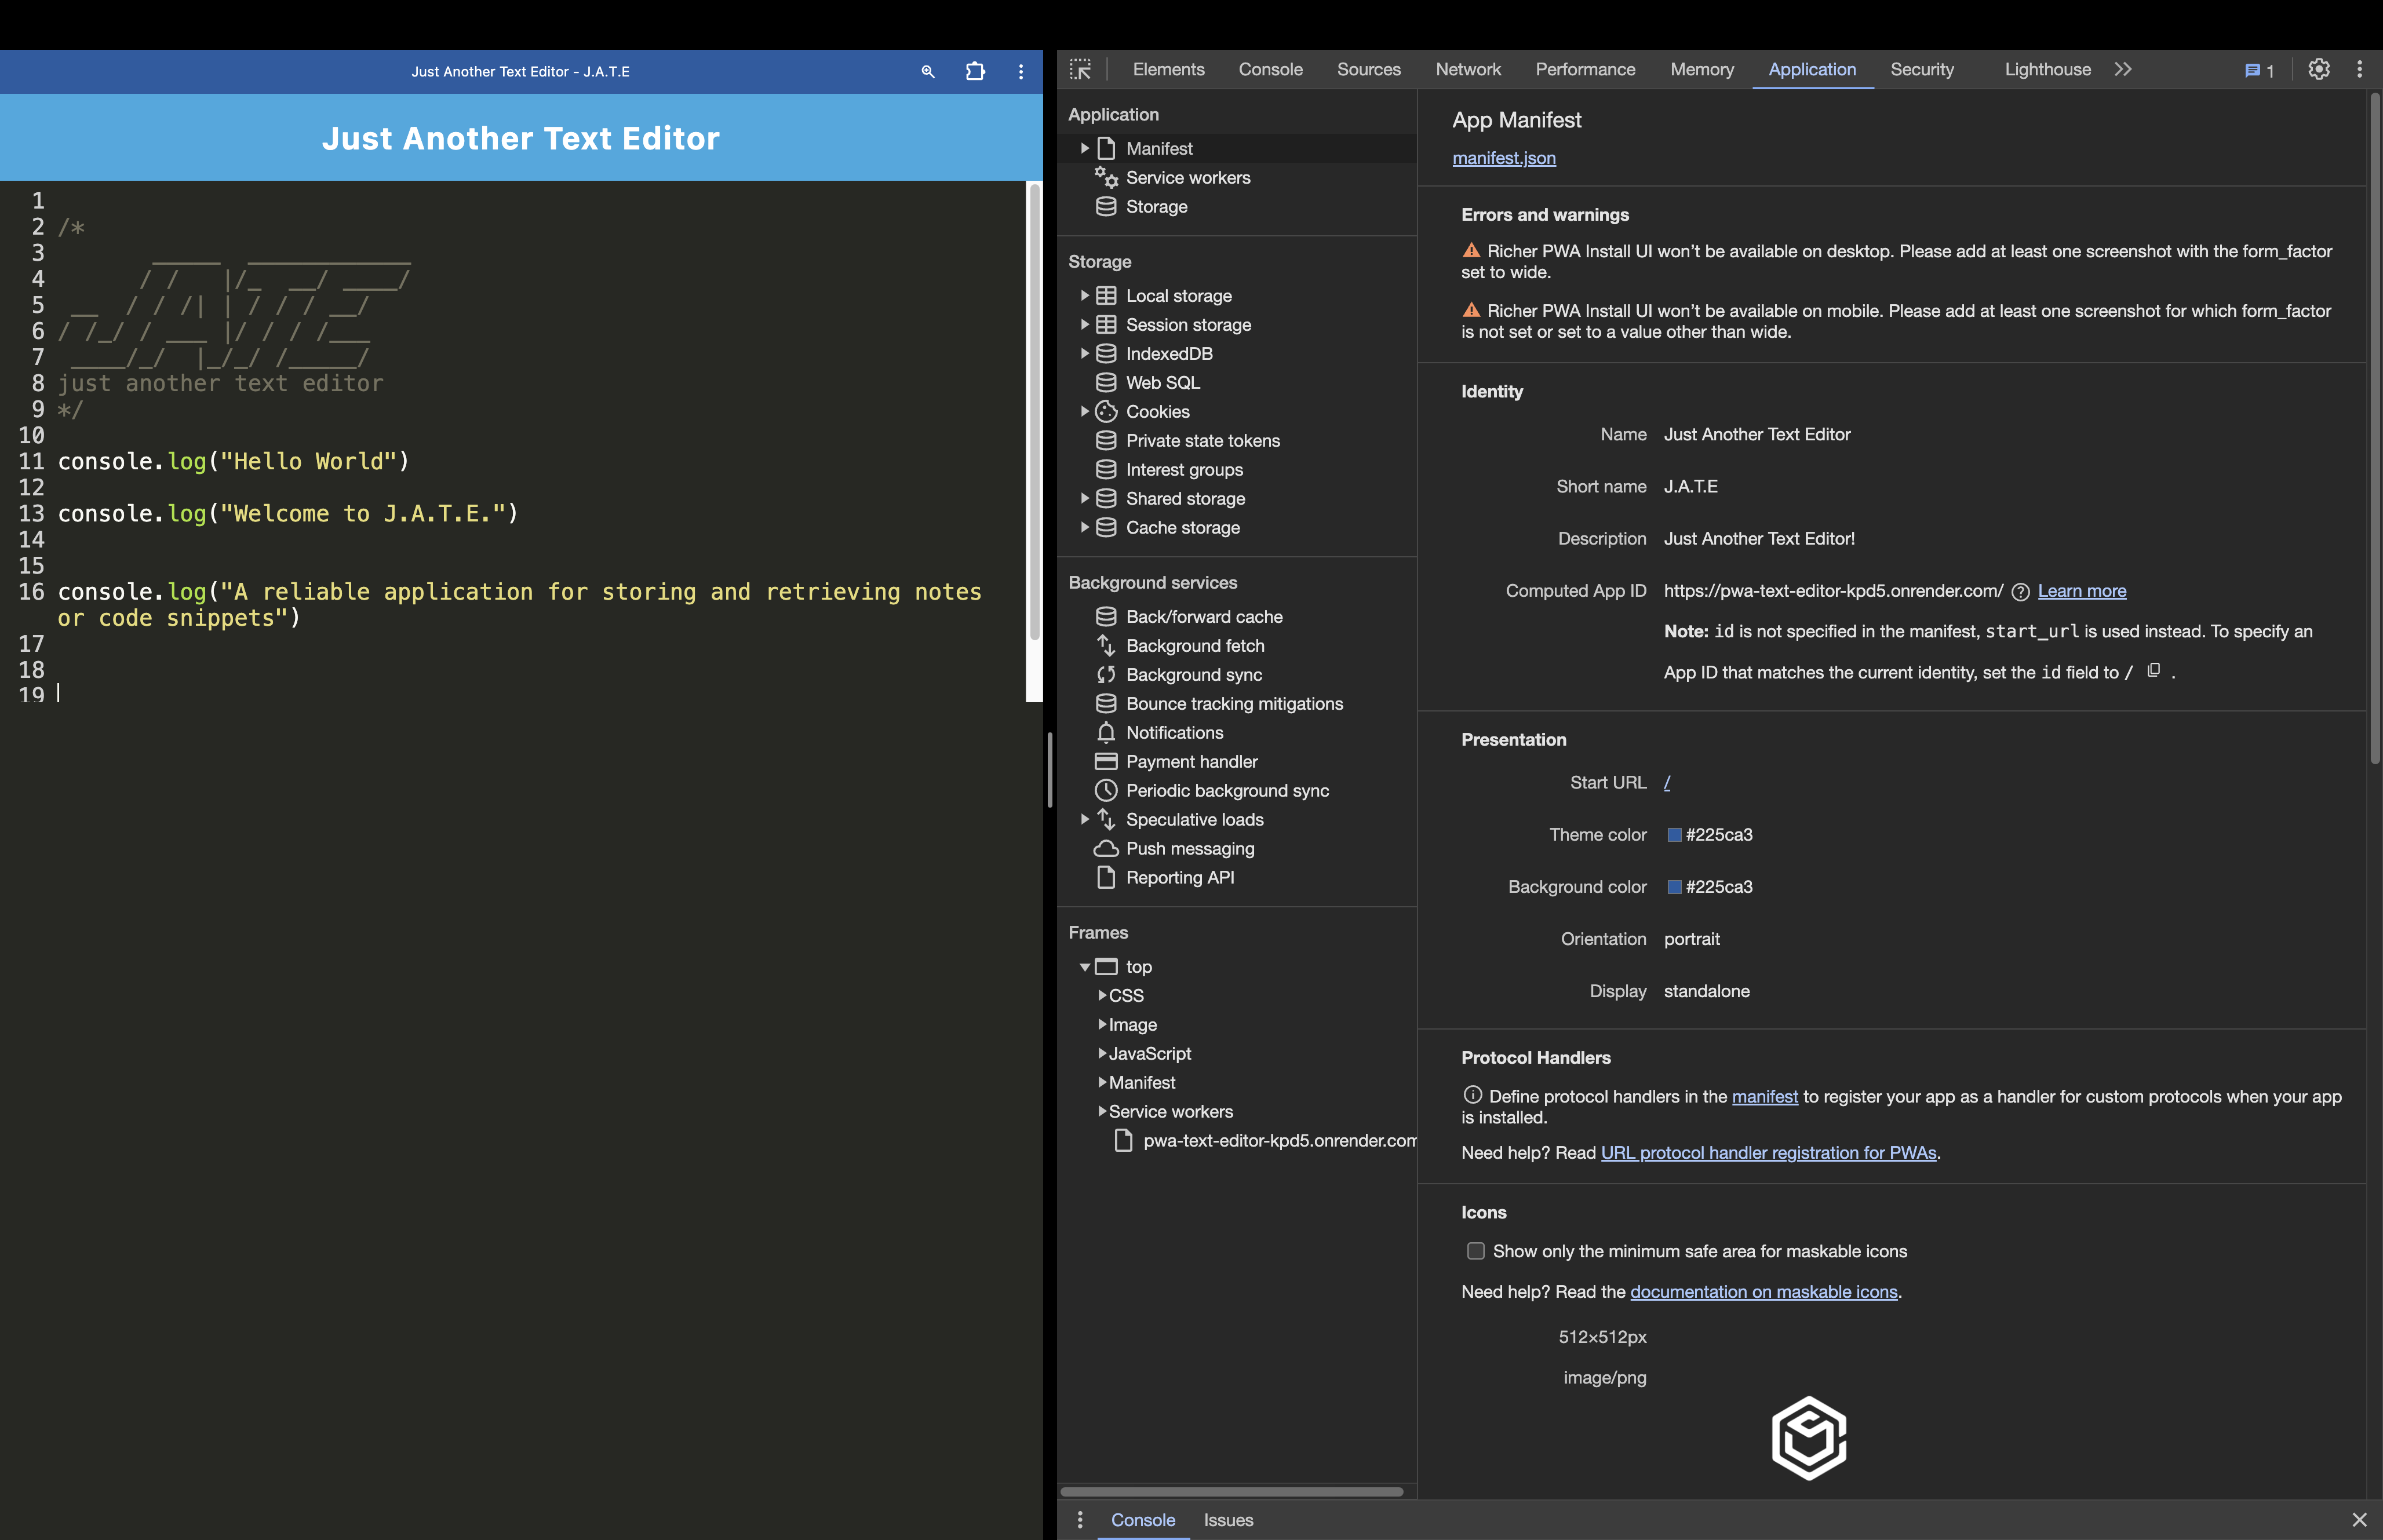 Just Another Text Editor - J.A.T.E
Just Another Text Editor
1
2 /*
3      _____  ____________
4      / /   |/_  __/ ____/
5 __  / / /| | / / / __/
6 / /_/ / ___ |/ / / /___
7 ____/_/  |_/_/ /_____/
8 just another text editor
9 */
10
11 console.log("Hello World")
12
13 console.log("Welcome to J.A.T.E.")
14
15
16 console.log("A reliable application for storing and retrieving notes
or code snippets")
17
18
19
Elements Console Sources Network Performance Memory Application Security Lighthouse 1
Application
Manifest
Service workers
Storage
Storage
Local storage
Session storage
IndexedDB
Web SQL
Cookies
Private state tokens
Interest groups
Shared storage
Cache storage
Background services
Back/forward cache
Background fetch
Background sync
Bounce tracking mitigations
Notifications
Payment handler
Periodic background sync
Speculative loads
Push messaging
Reporting API
Frames
top
CSS
Image
JavaScript
Manifest
Service workers
pwa-text-editor-kpd5.onrender.com
App Manifest
manifest.json
Errors and warnings
Richer PWA Install UI won’t be available on desktop. Please add at least one screenshot with the form_factor
set to wide.
Richer PWA Install UI won’t be available on mobile. Please add at least one screenshot for which form_factor
is not set or set to a value other than wide.
Identity
Name Just Another Text Editor
Short name J.A.T.E
Description Just Another Text Editor!
Computed App ID https://pwa-text-editor-kpd5.onrender.com/ ? Learn more
Note: id is not specified in the manifest, start_url is used instead. To specify an
App ID that matches the current identity, set the id field to / .
Presentation
Start URL /
Theme color #225ca3
Background color #225ca3
Orientation portrait
Display standalone
Protocol Handlers
Define protocol handlers in the manifest to register your app as a handler for custom protocols when your app
is installed.
Need help? Read URL protocol handler registration for PWAs.
Icons
Show only the minimum safe area for maskable icons
Need help? Read the documentation on maskable icons.
512×512px
image/png
Console Issues